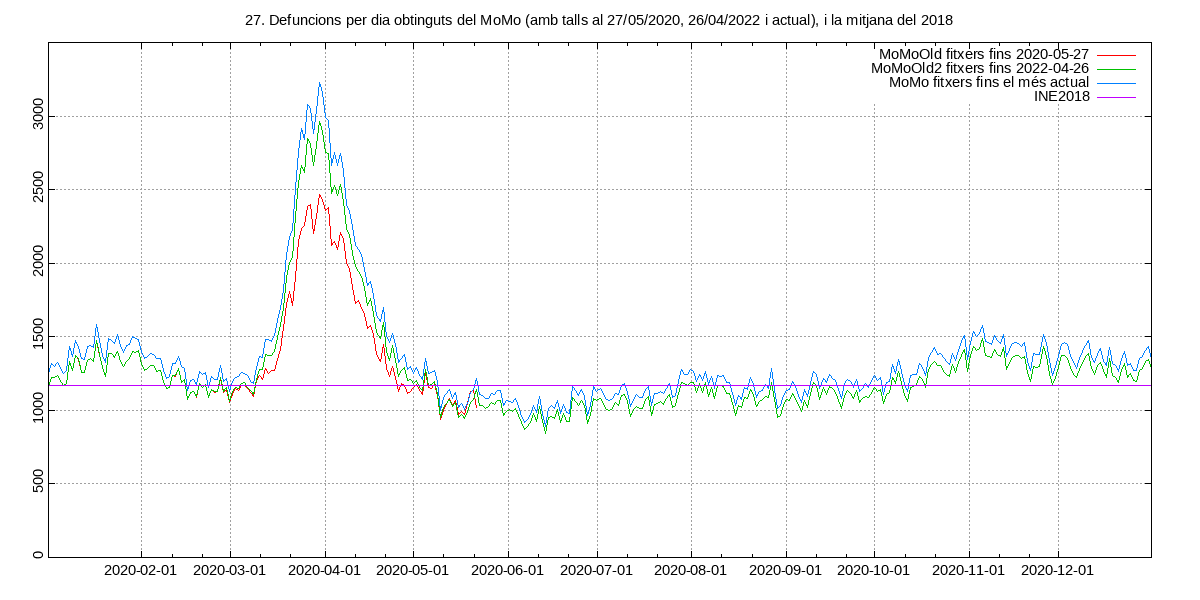 27. Defuncions per dia obtinguts del MoMo (amb talls al 27/05/2020, 26/04/2022 i actual), i la mitjana del 2018
MoMoOld fitxers fins 2020-05-27
MoMoOld2 fitxers fins 2022-04-26
MoMo fitxers fins el més actual
INE2018
3000
2500
2000
1500
1000
500
0
2020-02-01 2020-03-01 2020-04-01 2020-05-01 2020-06-01 2020-07-01 2020-08-01 2020-09-01 2020-10-01 2020-11-01 2020-12-01